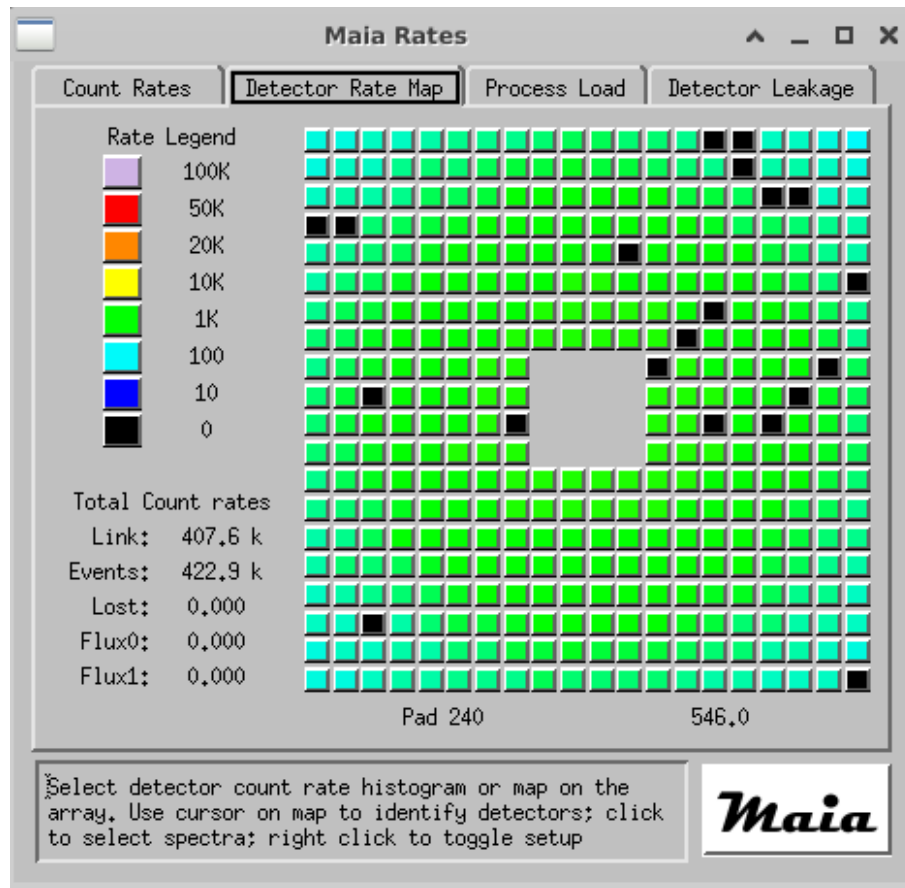 Maia Rates
Count Rates Detector Rate Map Process Load Detector Leakage
Rate Legend
100K
50K
20K
10K
1K
100
10
0
Total Count rates
Link: 407.6 k
Events: 422.9 k
Lost: 0.000
Flux0: 0.000
Flux1: 0.000
Pad 240 546.0
Select detector count rate histogram or map on the
array. Use cursor on map to identify detectors; click
to select spectra; right click to toggle setup
Maia